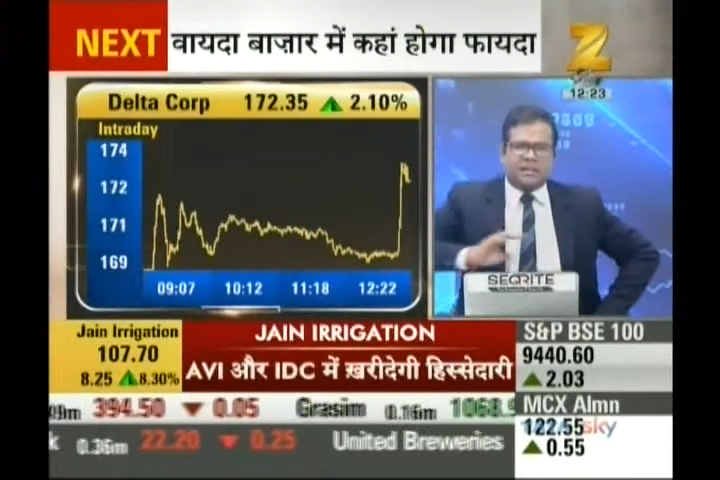 NEXT वायदा बाज़ार में कहां होगा फायदा
Z
12:23
Delta Corp 172.35 2.10%
Intraday
174
172
171
169
09:07 10:12 11:18 12:22
SEQRITE
Jain Irrigation
107.70
8.25 8.30%
JAIN IRRIGATION
AVI और IDC में ख़रीदेगी हिस्सेदारी
S&P BSE 100
9440.60
2.03
394.50 0.05 Grasim 0.16m
MCX Almn
122.55
0.55
sky
0.36m 22.20 0.25 United Breweries